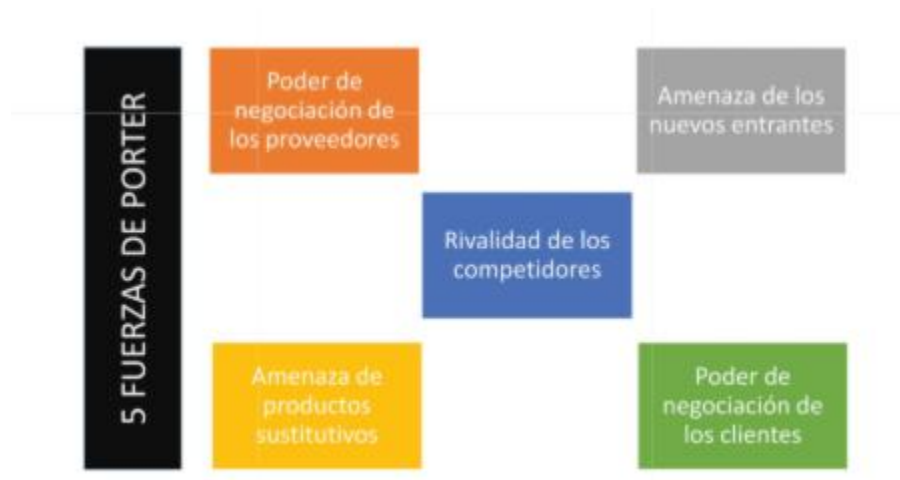 5 FUERZAS DE PORTER
Poder de
negociación de
los proveedores
Amenaza de los
nuevos entrantes
Rivalidad de los
competidores
Amenaza de
productos
sustitutivos
Poder de
negociación de
los clientes